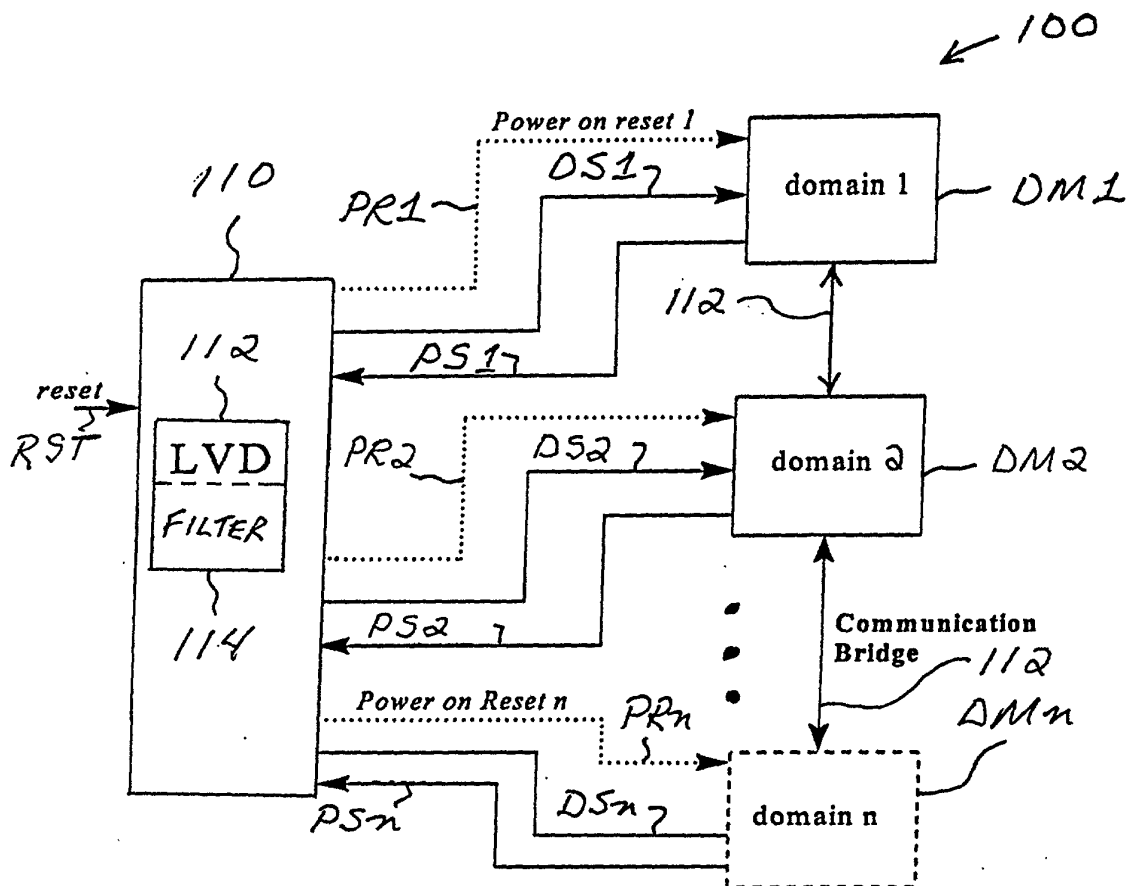 100
Power on reset 1
110
DS1
domain 1
DM1
PR1
112
112
PS1
reset
RST
LVD
PR2
DS2
domain 2
DM2
FILTER
114
PS2
Communication
Bridge
112
Power on Reset n
PRn
DMn
PSn
DSn
domain n